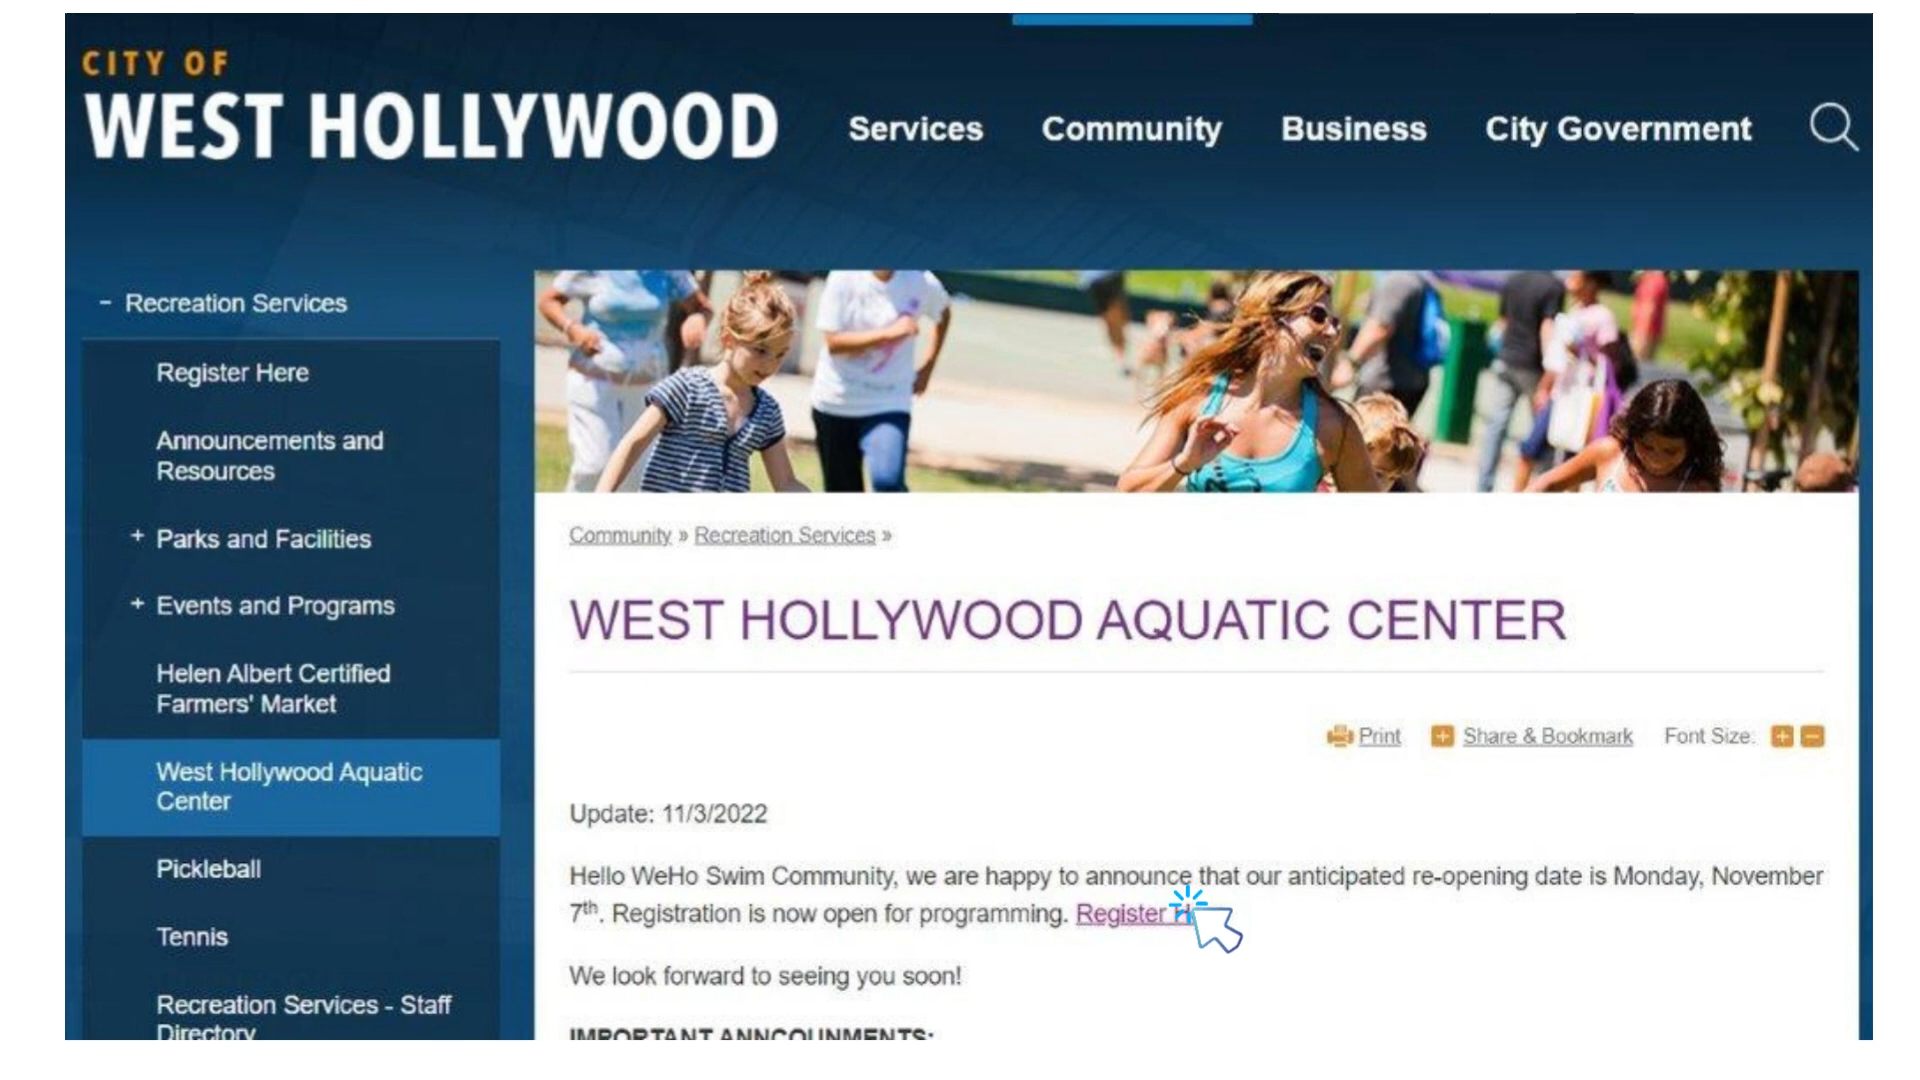 CITY OF
WEST HOLLYWOOD
Services Community Business City Government
- Recreation Services
Register Here
Announcements and
Resources
+ Parks and Facilities
+ Events and Programs
Helen Albert Certified
Farmers' Market
West Hollywood Aquatic
Center
Pickleball
Tennis
Recreation Services - Staff
Directory
Community » Recreation Services »
WEST HOLLYWOOD AQUATIC CENTER
Print + Share & Bookmark Font Size: + -
Update: 11/3/2022
Hello WeHo Swim Community, we are happy to announce that our anticipated re-opening date is Monday, November
7th. Registration is now open for programming. Register H
We look forward to seeing you soon!
IMPORTANT ANNCOUNMENTS: